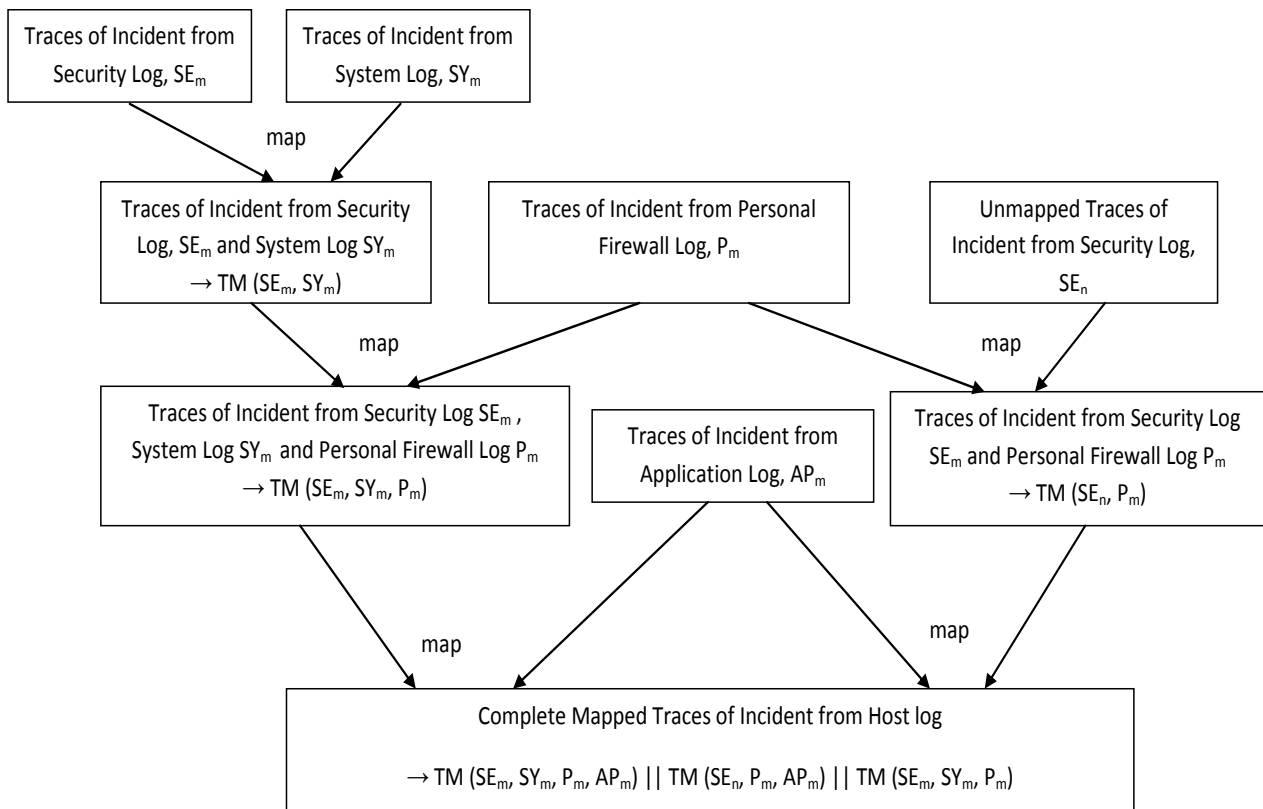 Traces of Incident from
Security Log, SEₘ
Traces of Incident from
System Log, SYₘ
map
Traces of Incident from Security
Log, SEₘ and System Log SYₘ
→ TM (SEₘ, SYₘ)
Traces of Incident from Personal
Firewall Log, Pₘ
Unmapped Traces of
Incident from Security Log,
SEₙ
map
map
Traces of Incident from Security Log SEₘ ,
System Log SYₘ and Personal Firewall Log Pₘ
→ TM (SEₘ, SYₘ, Pₘ)
Traces of Incident from
Application Log, APₘ
Traces of Incident from Security Log
SEₘ and Personal Firewall Log Pₘ
→ TM (SEₙ, Pₘ)
map
map
Complete Mapped Traces of Incident from Host log
→ TM (SEₘ, SYₘ, Pₘ, APₘ) || TM (SEₙ, Pₘ, APₘ) || TM (SEₘ, SYₘ, Pₘ)